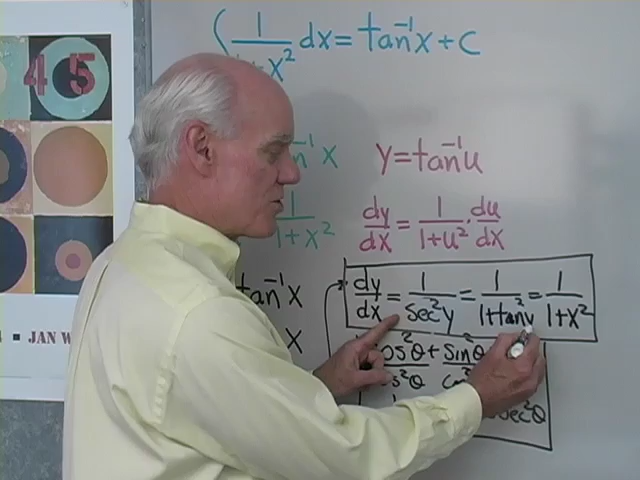 ∫ 1/(1+x² dx = tan⁻¹x + C
n⁻¹x   y = tan⁻¹u
1/(1+x²)   dy/dx = 1/(1+u²) · du/dx
tan⁻¹x   dy/dx = 1/sec²y = 1/(1+tan²y) = 1/(1+x²)
x   cos²θ + sin²θ
sec²θ
45
JAN